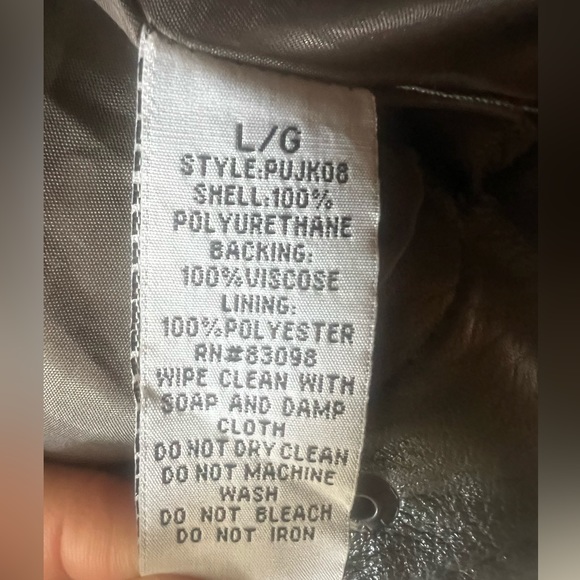 L/G
STYLE:PUJK08
SHELL:100%
POLYURETHANE
BACKING:
100%VISCOSE
LINING:
100%POLYESTER
RN#83098
WIPE CLEAN WITH
SOAP AND DAMP
CLOTH
DO NOT DRY CLEAN
DO NOT MACHINE
WASH
DO NOT BLEACH
DO NOT IRON